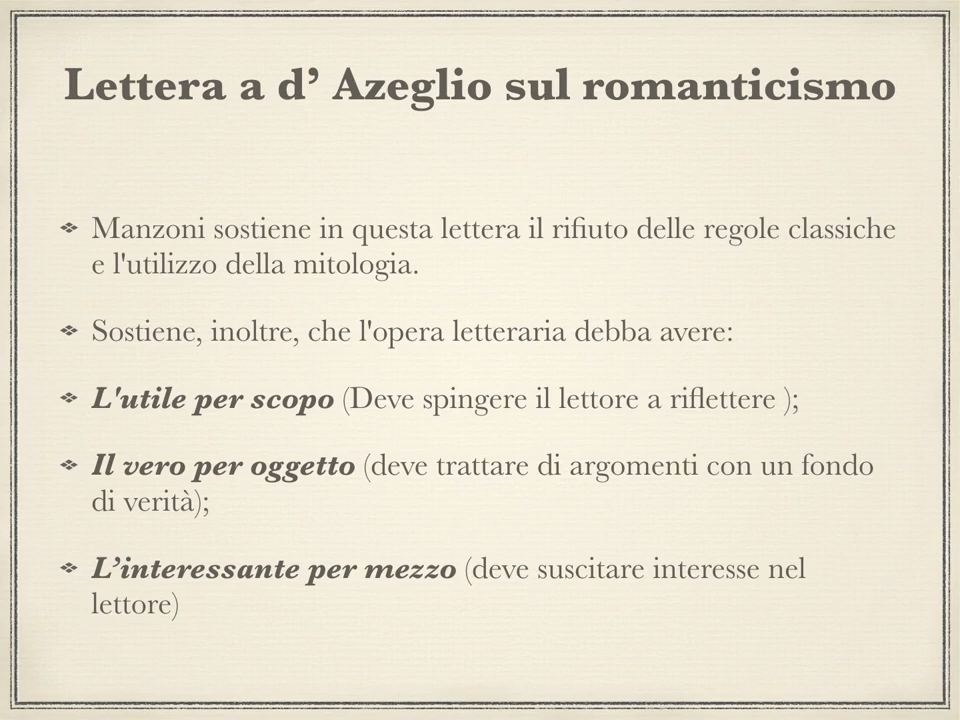 Lettera a d’ Azeglio sul romanticismo
Manzoni sostiene in questa lettera il rifiuto delle regole classiche
e l'utilizzo della mitologia.
Sostiene, inoltre, che l'opera letteraria debba avere:
L'utile per scopo (Deve spingere il lettore a riflettere );
Il vero per oggetto (deve trattare di argomenti con un fondo
di verità);
L’interessante per mezzo (deve suscitare interesse nel
lettore)